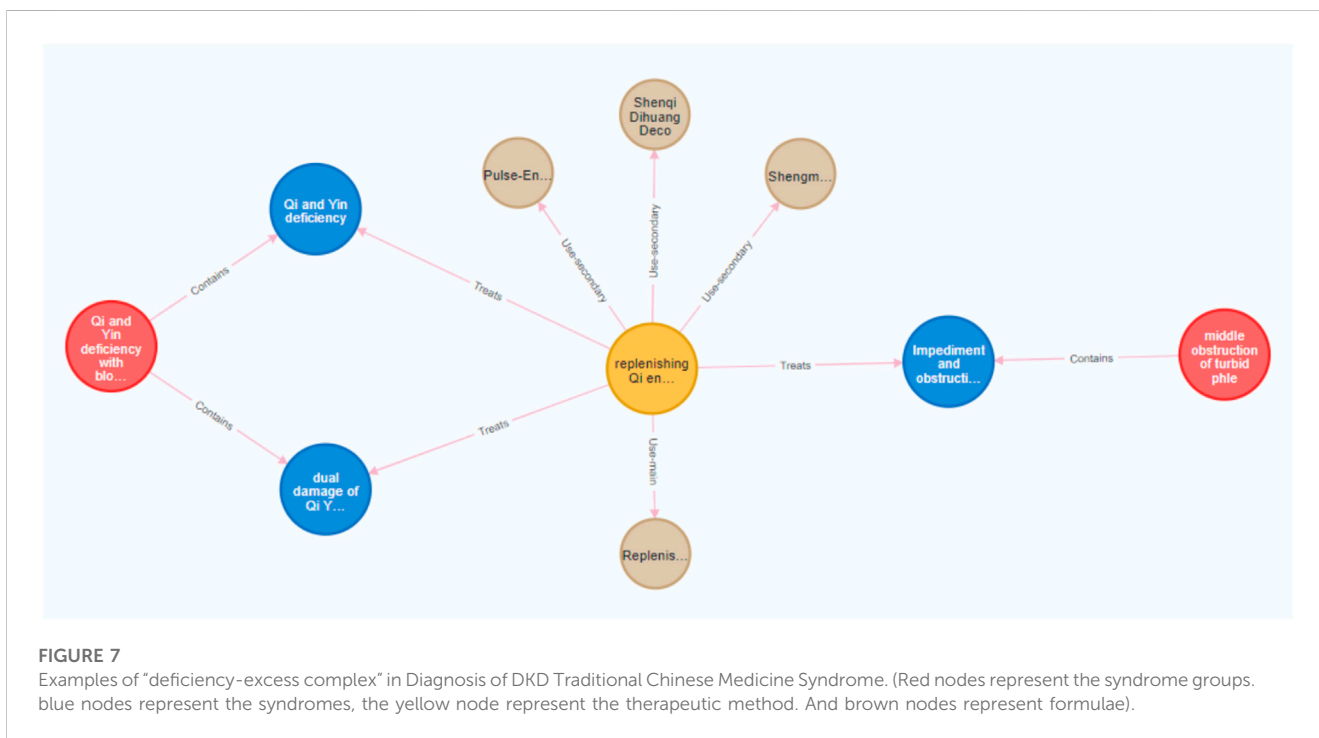 Shenqi
Dihuang
Deco
Pulse-En...
Shengm...
Qi and Yin
deficiency
Use-secondary
Use-secondary
Use-secondary
Contains
Treats
Qi and
Yin
deficiency
with
blo...
replenishing
Qi en...
Treats
Impediment
and
obstructi...
Contains
middle
obstruction
of turbid
phle
Contains
Treats
Use-main
dual
damage of
Qi Y...
Replenis...
FIGURE 7
Examples of “deficiency-excess complex” in Diagnosis of DKD Traditional Chinese Medicine Syndrome. (Red nodes represent the syndrome groups.
blue nodes represent the syndromes, the yellow node represent the therapeutic method. And brown nodes represent formulae).